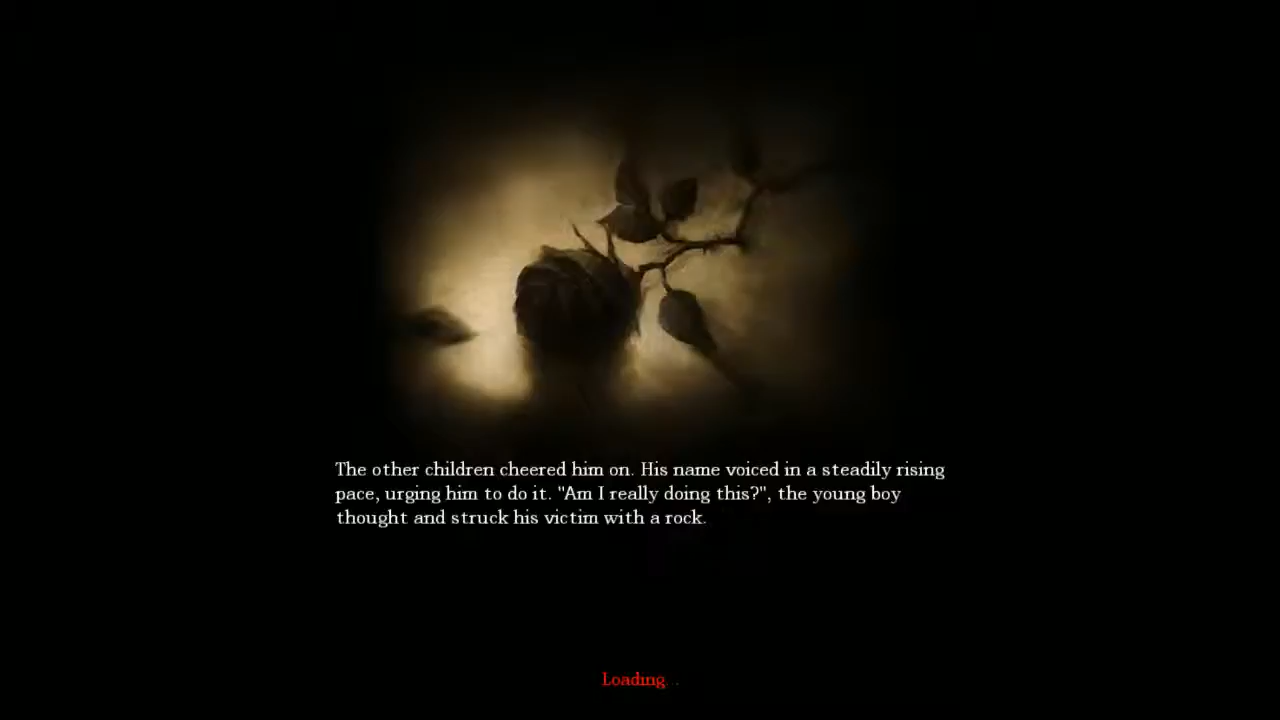 The other children cheered him on. His name voiced in a steadily rising
pace, urging him to do it. "Am I really doing this?", the young boy
thought and struck his victim with a rock.
Loading...